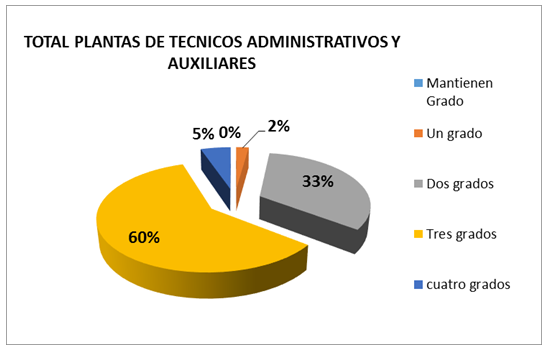 TOTAL PLANTAS DE TECNICOS ADMINISTRATIVOS Y
AUXILIARES
5% 0% 2%
33%
60%
Mantienen
Grado
Un grado
Dos grados
Tres grados
cuatro grados